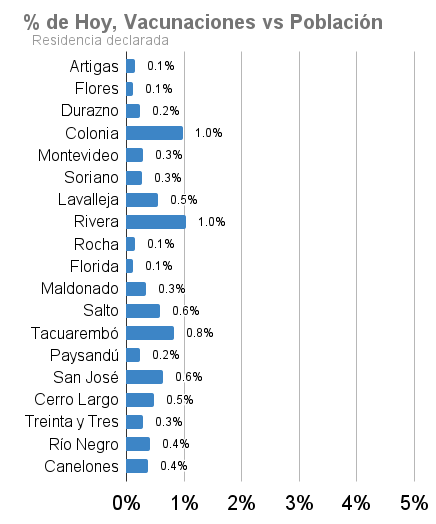 % de Hoy, Vacunaciones vs Población
Residencia declarada
Artigas 0.1%
Flores 0.1%
Durazno 0.2%
Colonia 1.0%
Montevideo 0.3%
Soriano 0.3%
Lavalleja 0.5%
Rivera 1.0%
Rocha 0.1%
Florida 0.1%
Maldonado 0.3%
Salto 0.6%
Tacuarembó 0.8%
Paysandú 0.2%
San José 0.6%
Cerro Largo 0.5%
Treinta y Tres 0.3%
Río Negro 0.4%
Canelones 0.4%
0% 1% 2% 3% 4% 5%